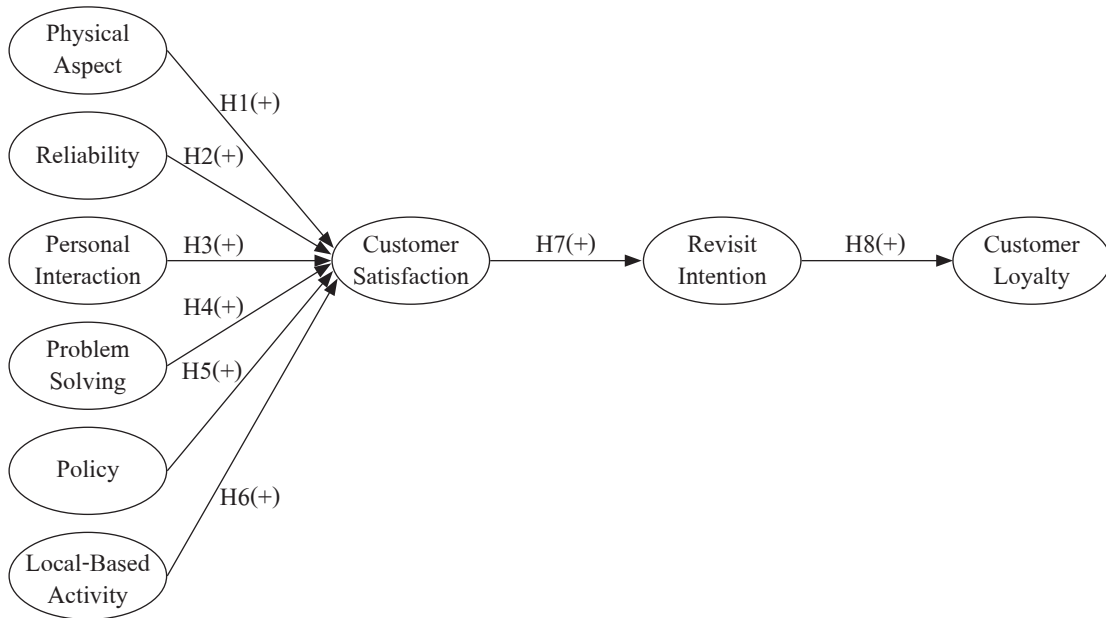 Physical
Aspect
H1(+)
Reliability
H2(+)
Personal
Interaction
H3(+)
Customer
Satisfaction
H7(+)
Revisit
Intention
H8(+)
Customer
Loyalty
H4(+)
Problem
Solving
H5(+)
Policy
H6(+)
Local-Based
Activity